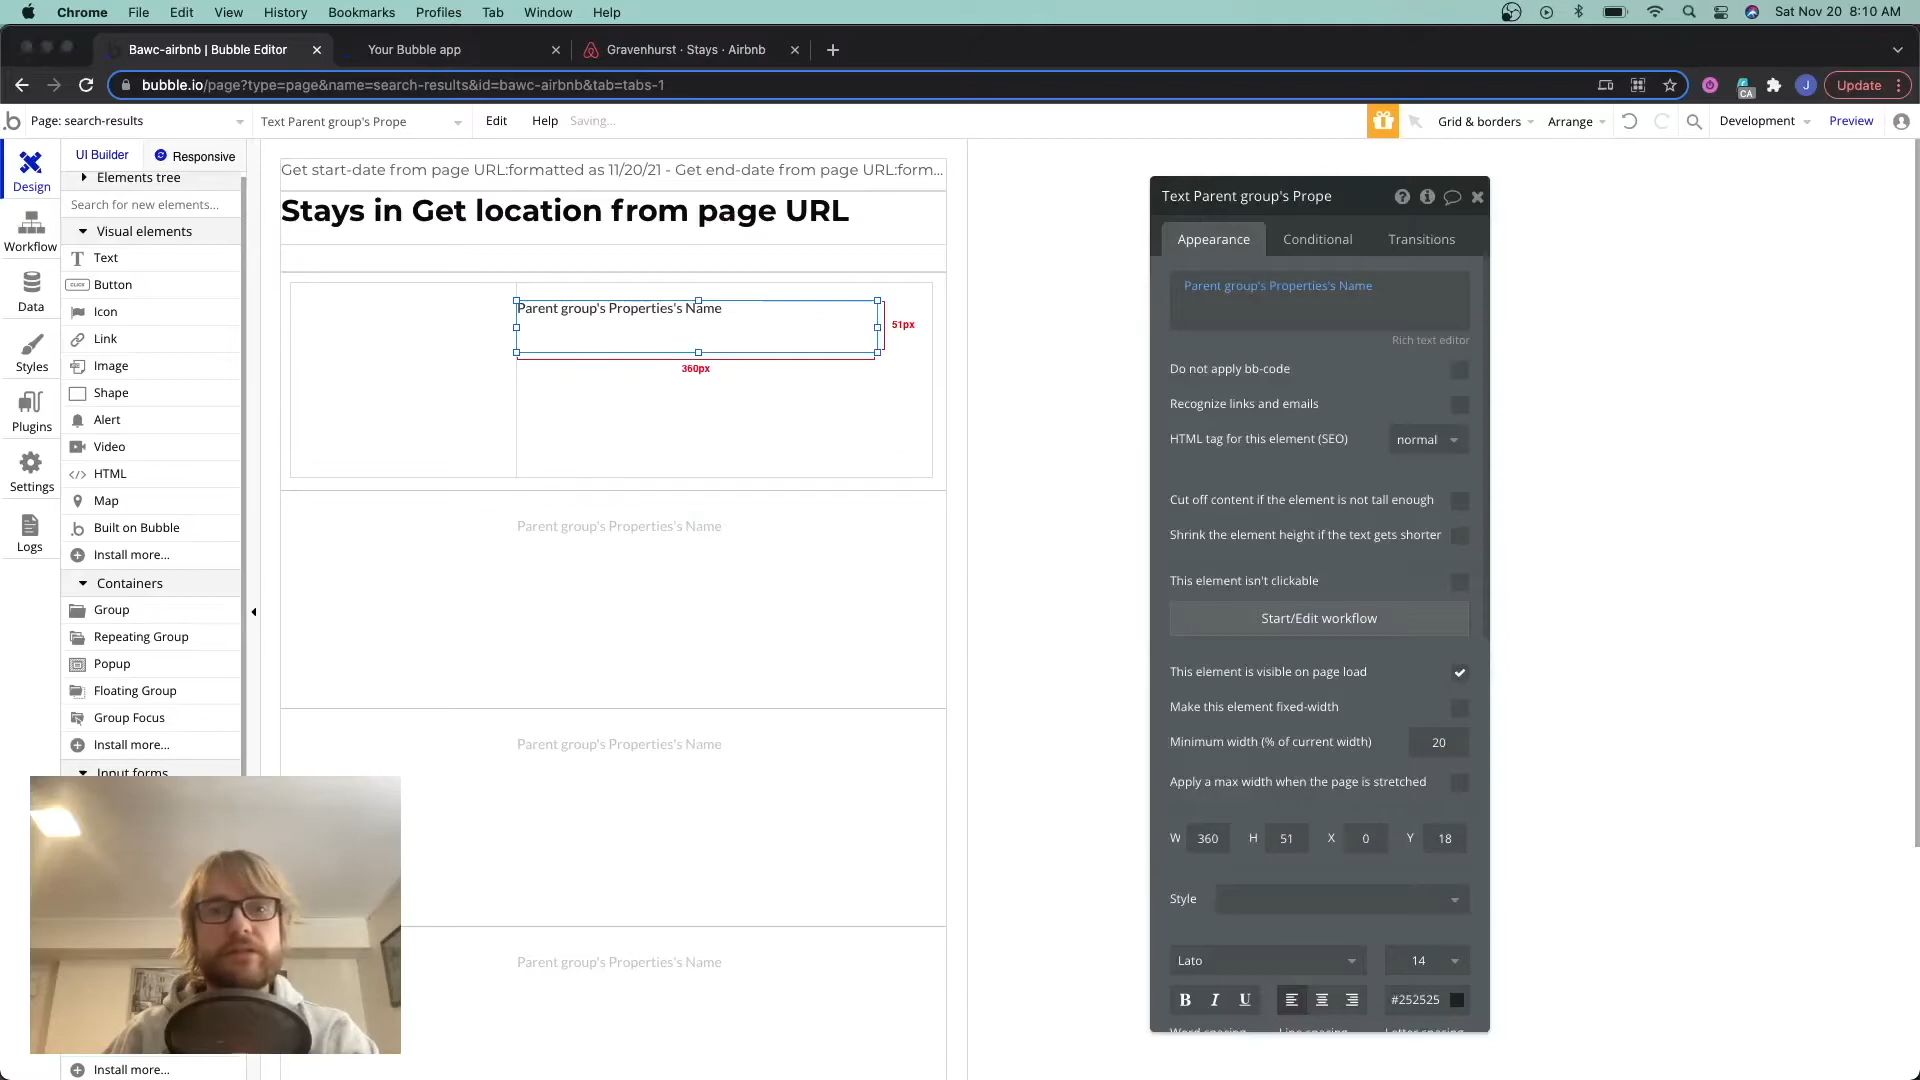 Chrome File Edit View History Bookmarks Profiles Tab Window Help Sat Nov 20 8:10 AM
Bawc-airbnb | Bubble Editor Your Bubble app Gravenhurst · Stays · Airbnb
bubble.io/page?type=page&name=search-results&id=bawc-airbnb&tab=tabs-1 CA J Update
Page: search-results Text Parent group's Prope Edit Help Saving... Grid & borders Arrange Development Preview
Design
Workflow
Data
Styles
Plugins
Settings
Logs
UI Builder Responsive
Elements tree
Search for new elements...
Visual elements
Text
CLICK Button
Icon
Link
Image
Shape
Alert
Video
HTML
Map
Built on Bubble
Install more...
Containers
Group
Repeating Group
Popup
Floating Group
Group Focus
Install more...
Input forms
Install more...
Get start-date from page URL:formatted as 11/20/21 - Get end-date from page URL:form...
Stays in Get location from page URL
Parent group's Properties's Name
51px
360px
Parent group's Properties's Name
Parent group's Properties's Name
Parent group's Properties's Name
Text Parent group's Prope
Appearance Conditional Transitions
Parent group's Properties's Name
Rich text editor
Do not apply bb-code
Recognize links and emails
HTML tag for this element (SEO) normal
Cut off content if the element is not tall enough
Shrink the element height if the text gets shorter
This element isn't clickable
Start/Edit workflow
This element is visible on page load
Make this element fixed-width
Minimum width (% of current width) 20
Apply a max width when the page is stretched
W 360 H 51 X 0 Y 18
Style
Lato 14
B I U #252525
Word spacing Line spacing Letter spacing